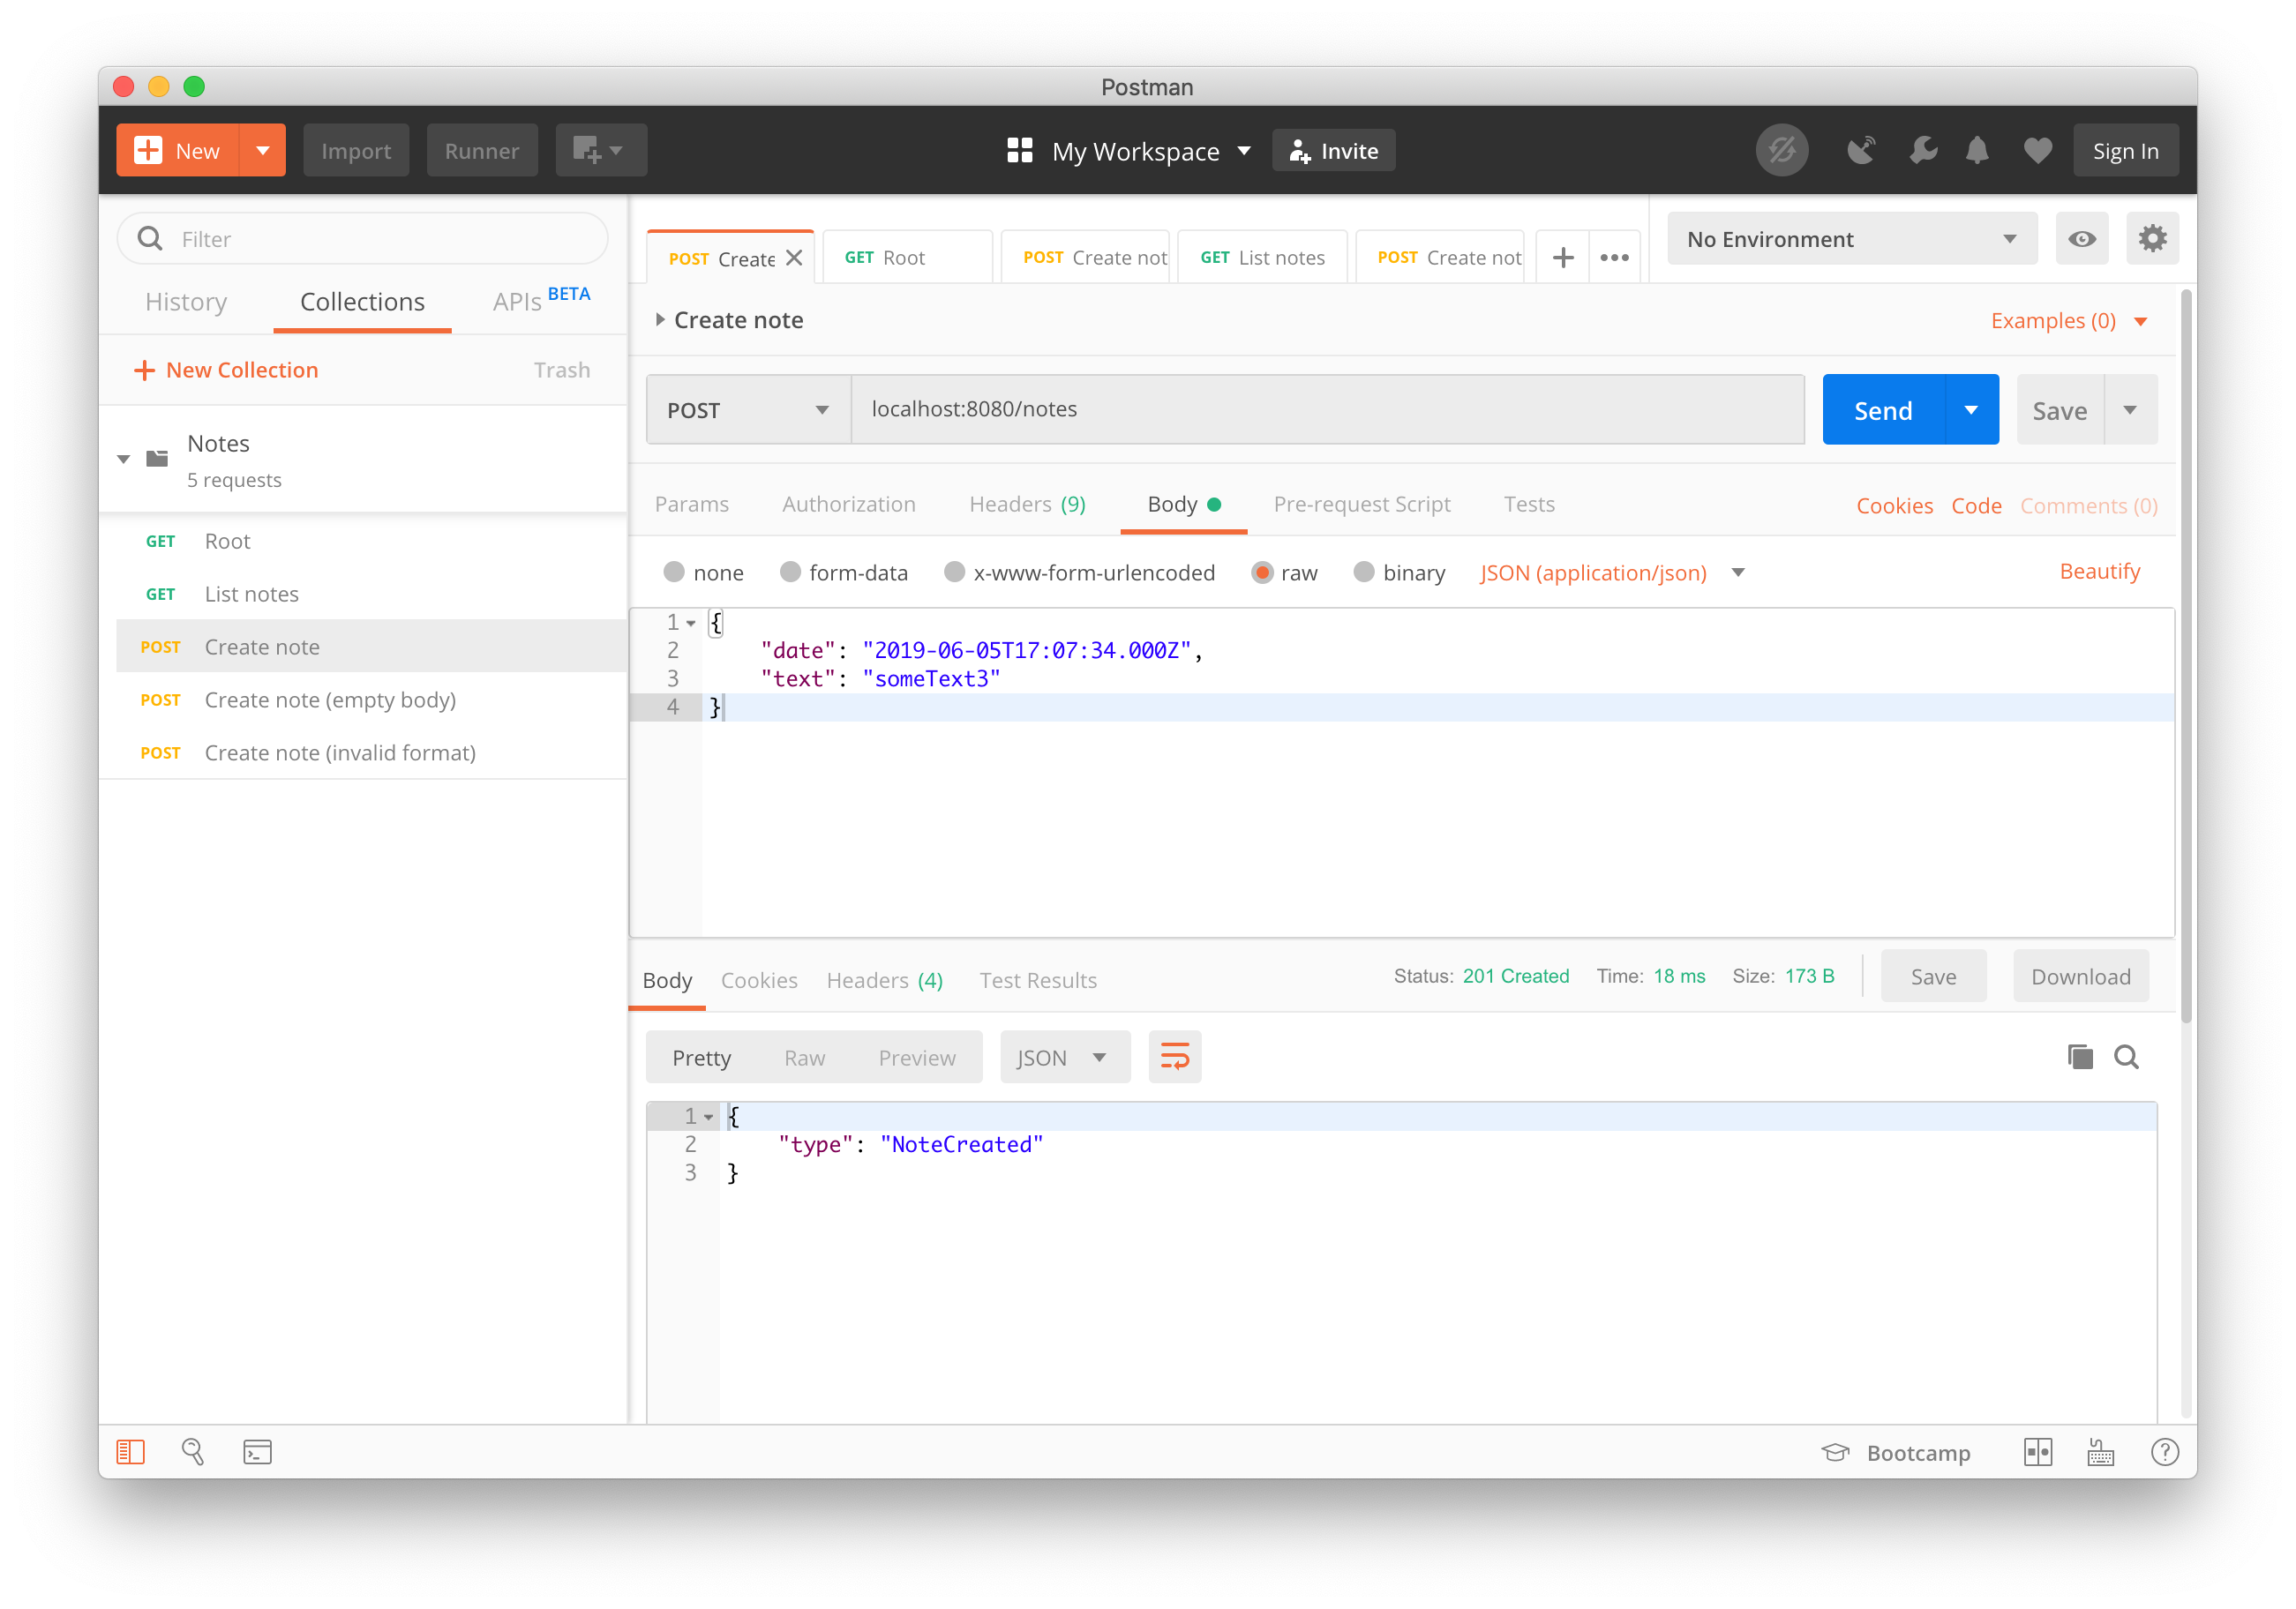 Postman
New
Import
Runner
My Workspace
Invite
Sign In
Filter
History
Collections
APIs BETA
New Collection
Trash
Notes
5 requests
GET Root
GET List notes
POST Create note
POST Create note (empty body)
POST Create note (invalid format)
POST Create
GET Root
POST Create not
GET List notes
POST Create not
No Environment
Create note
Examples (0)
POST
localhost:8080/notes
Send
Save
Params
Authorization
Headers (9)
Body
Pre-request Script
Tests
Cookies
Code
Comments (0)
none
form-data
x-www-form-urlencoded
raw
binary
JSON (application/json)
Beautify
1 {
2 "date": "2019-06-05T17:07:34.000Z",
3 "text": "someText3"
4 }
Body
Cookies
Headers (4)
Test Results
Status: 201 Created
Time: 18 ms
Size: 173 B
Save
Download
Pretty
Raw
Preview
JSON
1 {
2 "type": "NoteCreated"
3 }
Bootcamp